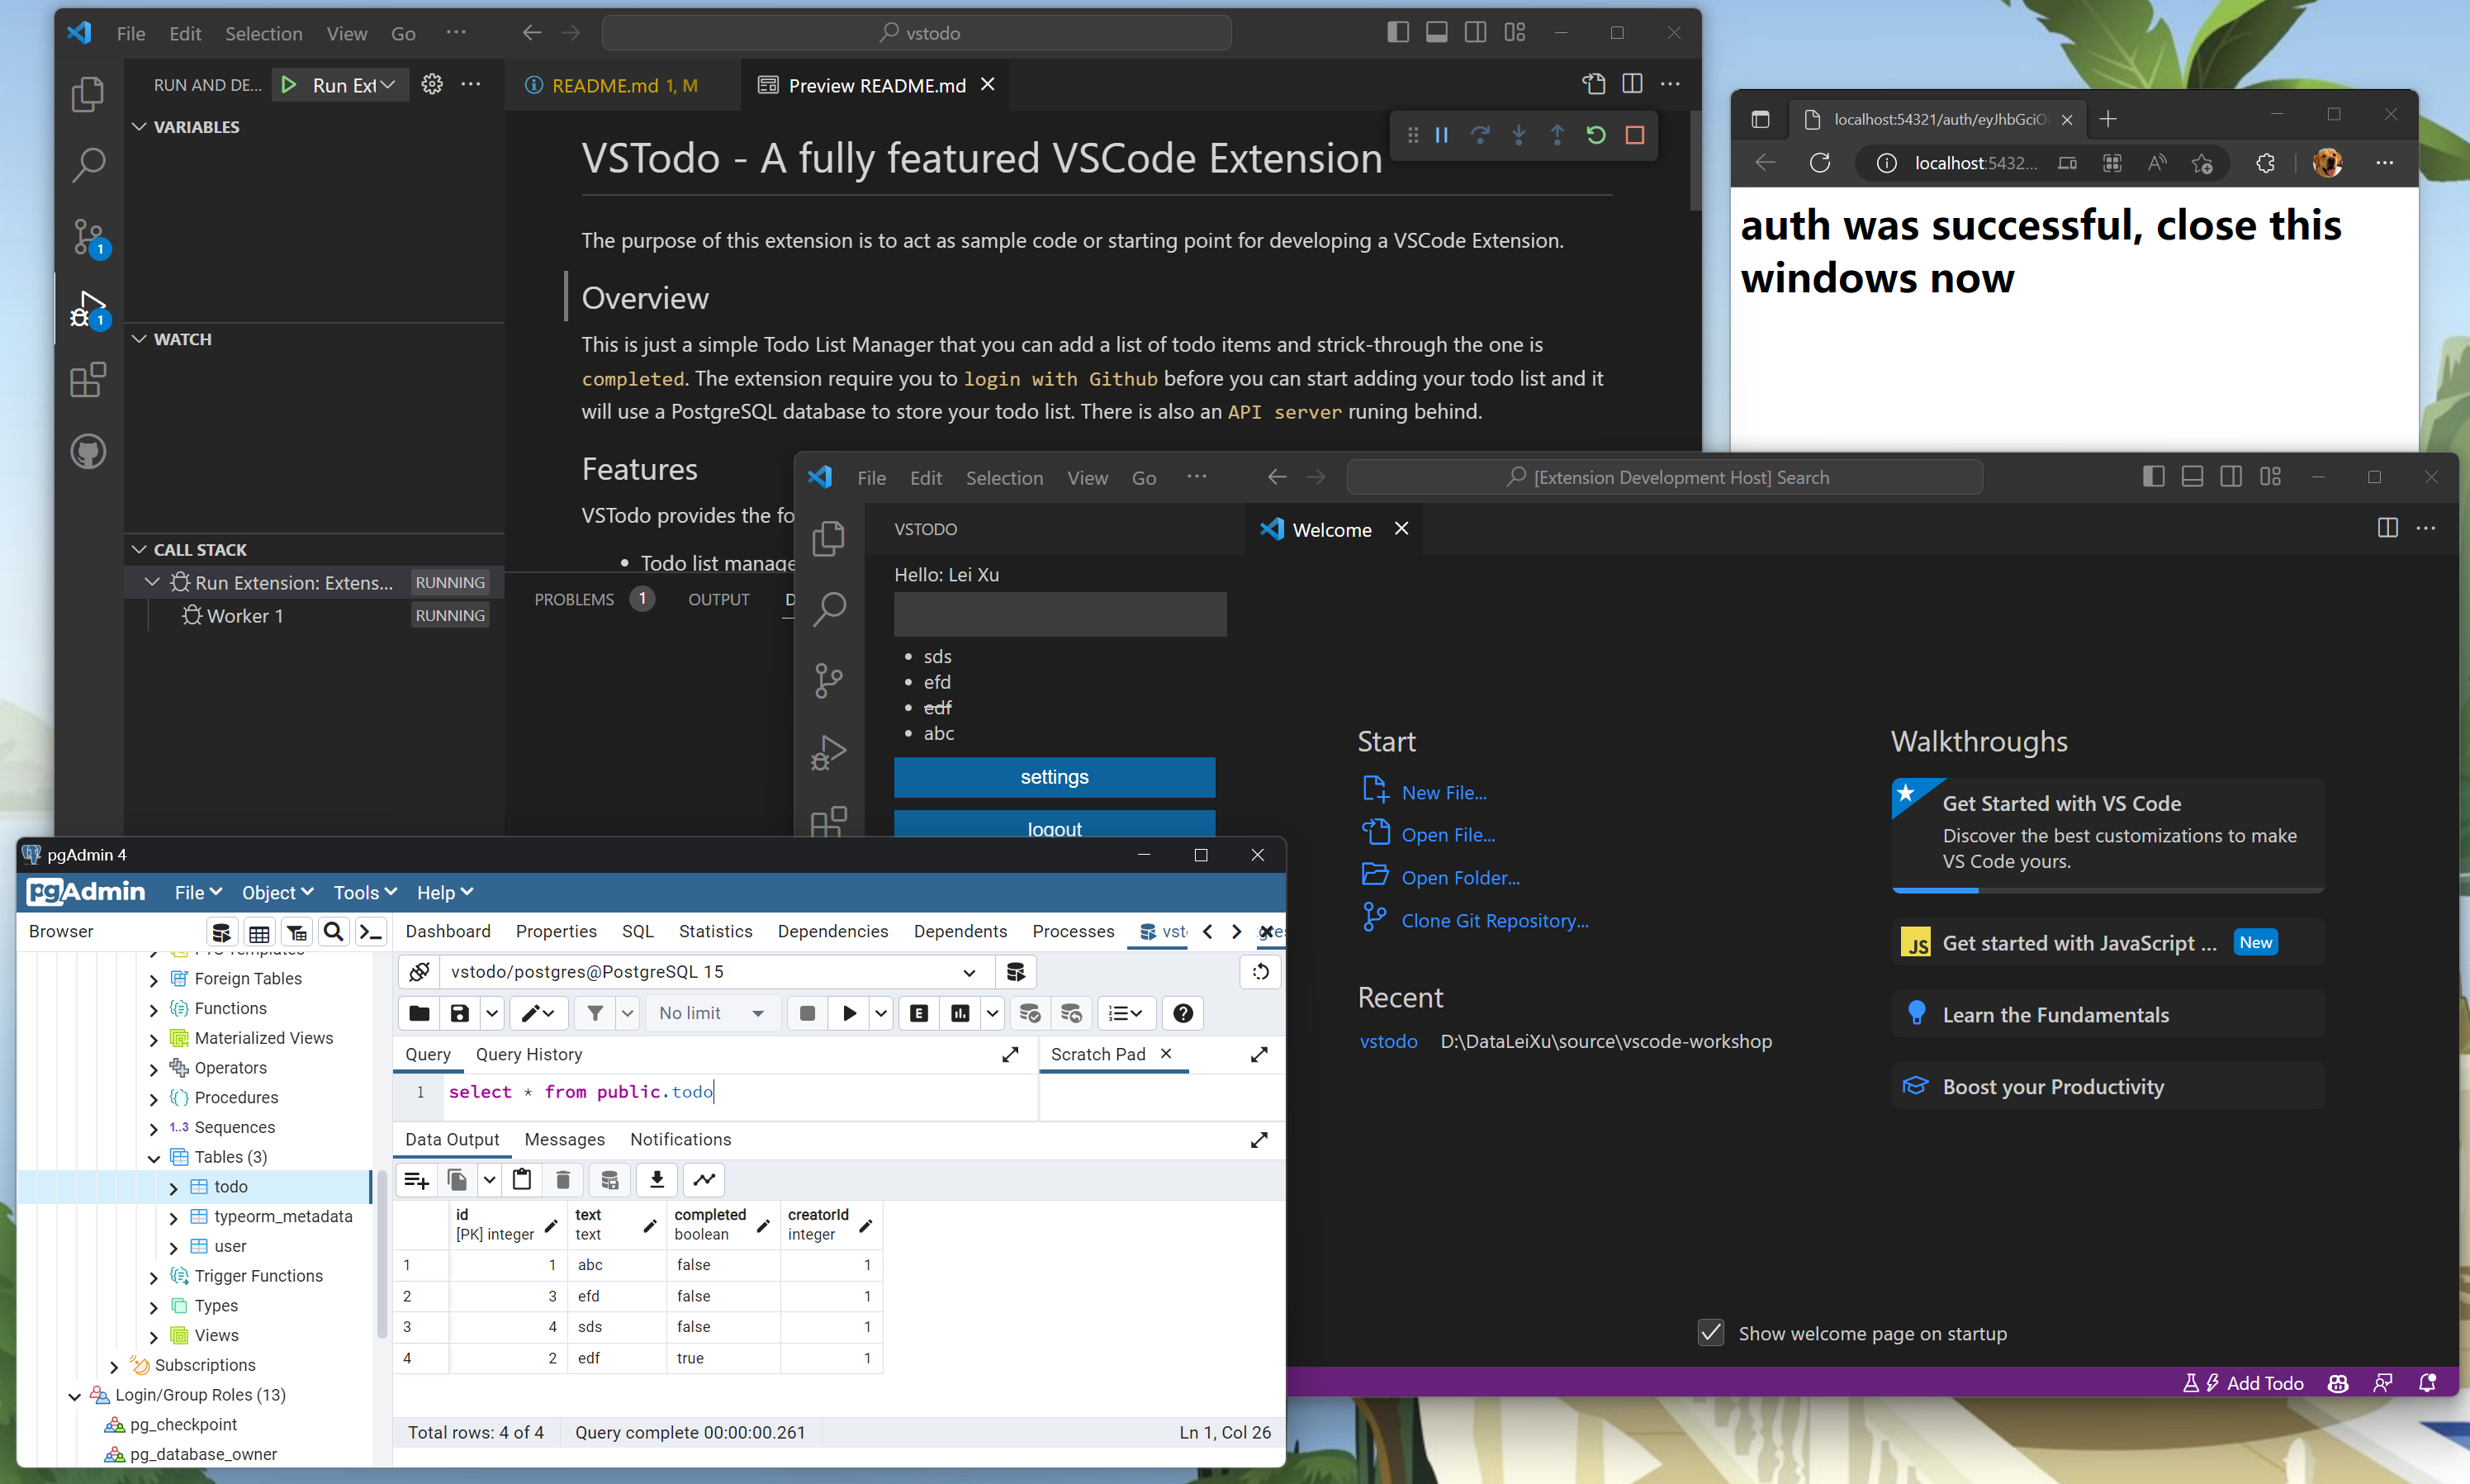 File Edit Selection View Go ··· vstodo
RUN AND DE... Run Ext
VARIABLES
WATCH
CALL STACK
Run Extension: Extens... RUNNING
Worker 1 RUNNING
1
1
README.md 1, M
Preview README.md
VSTodo - A fully featured VSCode Extension
The purpose of this extension is to act as sample code or starting point for developing a VSCode Extension.
Overview
This is just a simple Todo List Manager that you can add a list of todo items and strick-through the one is
completed. The extension require you to login with Github before you can start adding your todo list and it
will use a PostgreSQL database to store your todo list. There is also an API server runing behind.
Features
VSTodo provides the fo
• Todo list manage
PROBLEMS 1 OUTPUT D
localhost:54321/auth/eyJhbGciO
localhost:5432...
auth was successful, close this
windows now
File Edit Selection View Go ··· [Extension Development Host] Search
VSTODO
Welcome
Hello: Lei Xu
• sds
• efd
• edf
• abc
settings
logout
Start
New File...
Open File...
Open Folder...
Clone Git Repository...
Recent
vstodo D:\DataLeiXu\source\vscode-workshop
Walkthroughs
Get Started with VS Code
Discover the best customizations to make
VS Code yours.
JS Get started with JavaScript ... New
Learn the Fundamentals
Boost your Productivity
Show welcome page on startup
Add Todo
pgAdmin 4
pgAdmin File Object Tools Help
Browser
Foreign Tables
Functions
Materialized Views
Operators
Procedures
1..3 Sequences
Tables (3)
todo
typeorm_metadata
user
Trigger Functions
Types
Views
Subscriptions
Login/Group Roles (13)
pg_checkpoint
pg_database_owner
Dashboard Properties SQL Statistics Dependencies Dependents Processes
vstodo/postgres@PostgreSQL 15
No limit E
Query Query History Scratch Pad
1 select * from public.todo
Data Output Messages Notifications
id text completed creatorId
[PK] integer text boolean integer
1 1 abc false 1
2 3 efd false 1
3 4 sds false 1
4 2 edf true 1
Total rows: 4 of 4 Query complete 00:00:00.261 Ln 1, Col 26